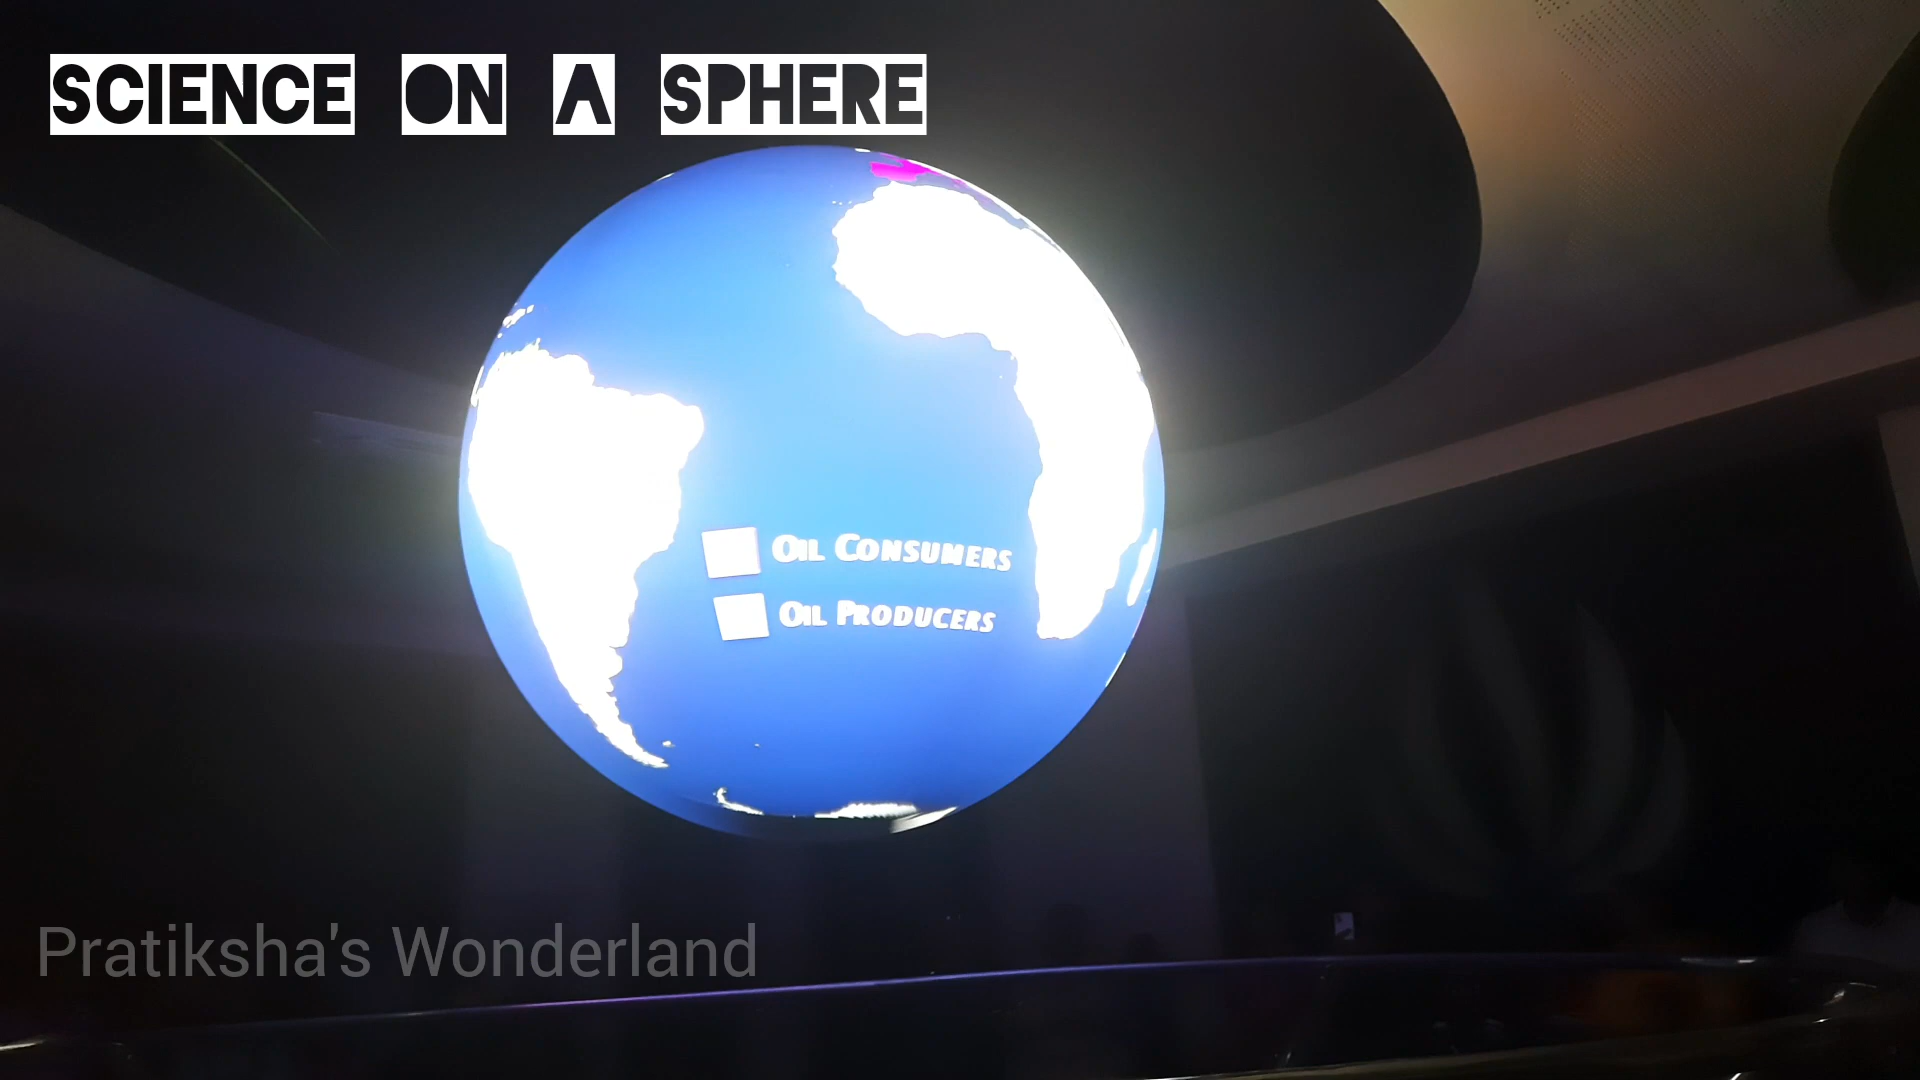 SCIENCE ON A SPHERE
OIL CONSUMERS
OIL PRODUCERS
Pratiksha's Wonderland